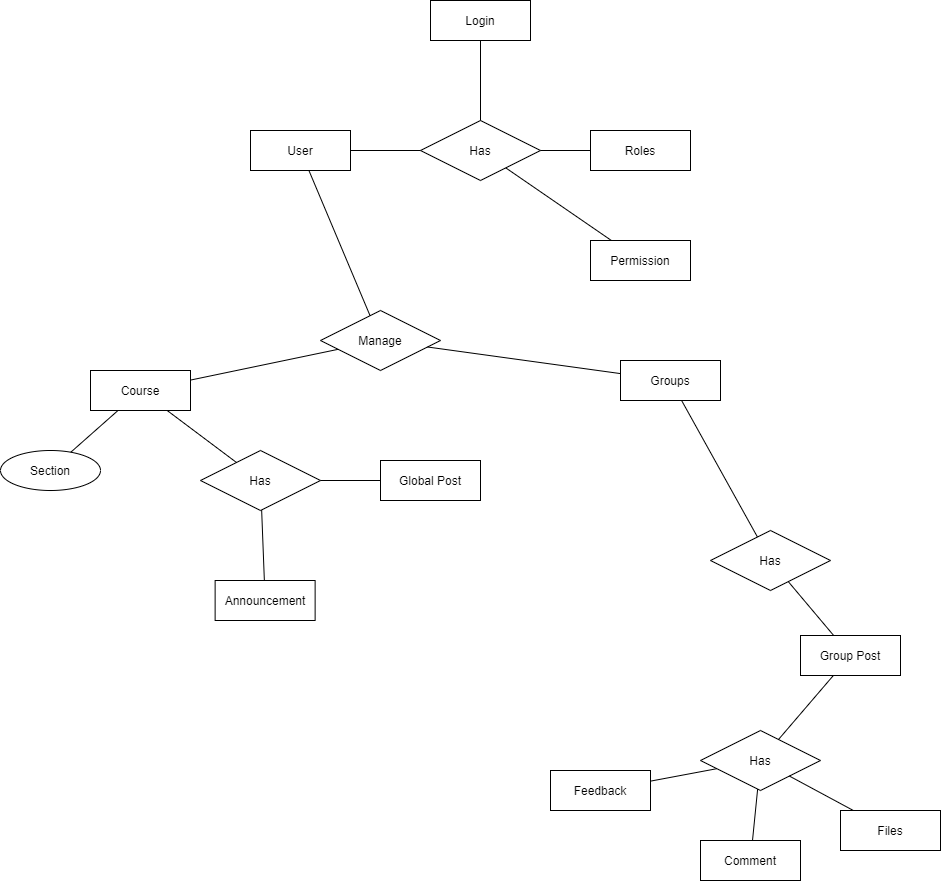 Login
User
Has
Roles
Permission
Manage
Course
Groups
Section
Has
Global Post
Has
Announcement
Group Post
Has
Feedback
Files
Comment